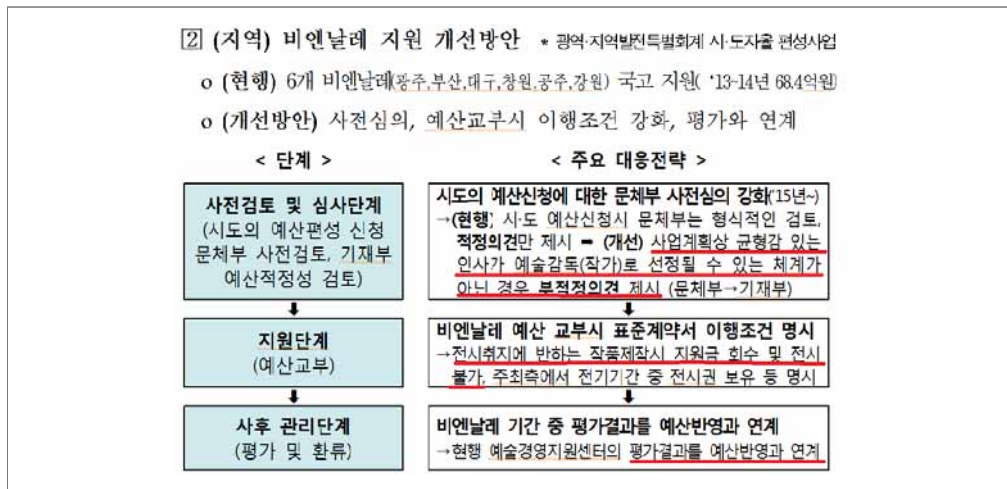 ② (지역) 비엔날레 지원 개선방안 * 광역·지역발전특별회계 시·도자율 편성사업
o (현행) 6개 비엔날레(광주,부산,대구,창원,공주,강원) 국고 지원( '13~14년 68.4억원)
o (개선방안) 사전심의, 예산교부시 이행조건 강화, 평가와 연계
< 단계 >
< 주요 대응전략 >
사전검토 및 심사단계
(시도의 예산편성 신청
문체부 사전검토, 기재부
예산적정성 검토)
시도의 예산신청에 대한 문체부 사전심의 강화('15년~)
→(현행) 시·도 예산신청시 문체부는 형식적인 검토,
적정의견만 제시 ➡ (개선) 사업계획상 균형감 있는
인사가 예술감독(작가)로 선정될 수 있는 체계가
아닌 경우 부적정의견 제시 (문체부→기재부)
지원단계
(예산교부)
비엔날레 예산 교부시 표준계약서 이행조건 명시
→전시취지에 반하는 작품제작시 지원금 회수 및 전시
불가, 주최측에서 전기기간 중 전시권 보유 등 명시
사후 관리단계
(평가 및 환류)
비엔날레 기간 중 평가결과를 예산반영과 연계
→현행 예술경영지원센터의 평가결과를 예산반영과 연계